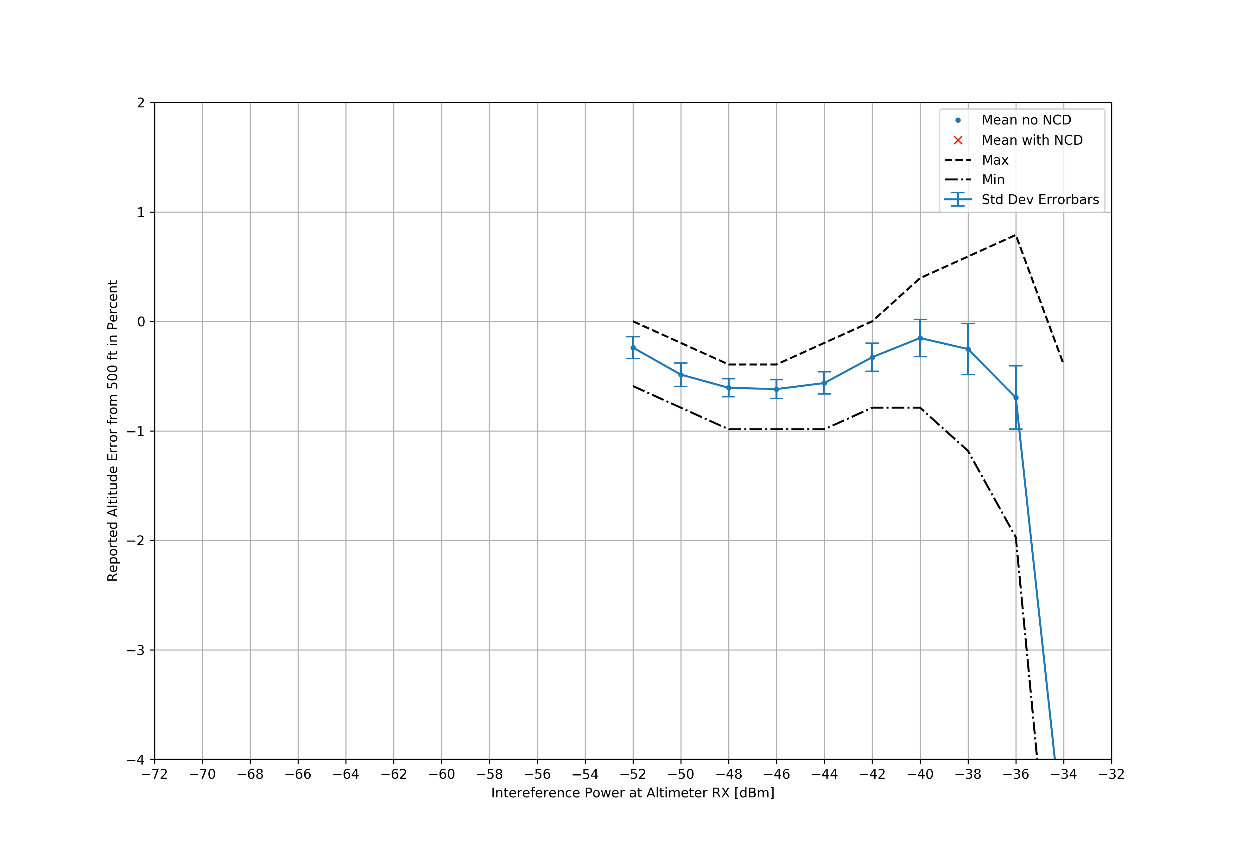 2
1
0
−1
−2
−3
−4
Reported Altitude Error from 500 ft in Percent
Mean no NCD
Mean with NCD
Max
Min
Std Dev Errorbars
−72 −70 −68 −66 −64 −62 −60 −58 −56 −54 −52 −50 −48 −46 −44 −42 −40 −38 −36 −34 −32
Intereference Power at Altimeter RX [dBm]